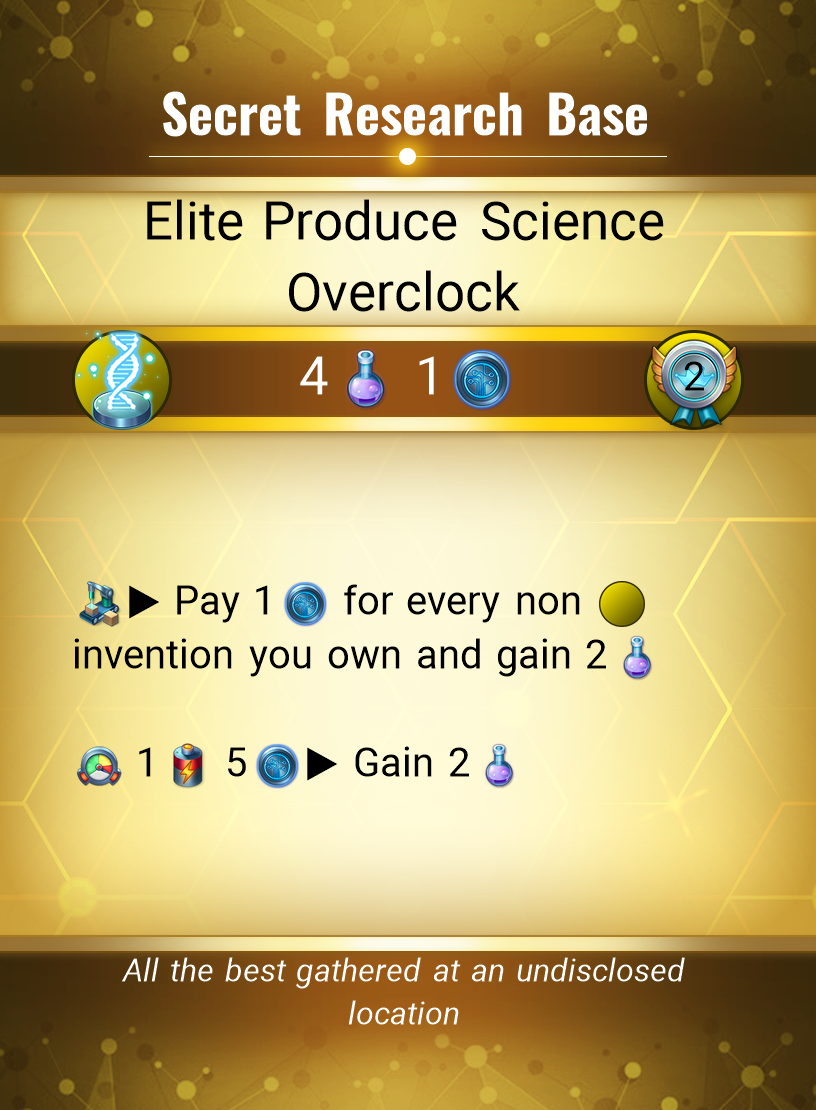 Secret Research Base
Elite Produce Science
Overclock
4 1 2
Pay 1 for every non
invention you own and gain 2
1 5 Gain 2
All the best gathered at an undisclosed
location